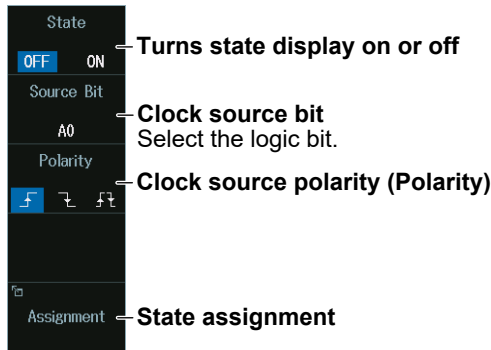 State
OFF ON
Turns state display on or off
Source Bit
Clock source bit
A0
Select the logic bit.
Polarity
Clock source polarity (Polarity)
Assignment
State assignment